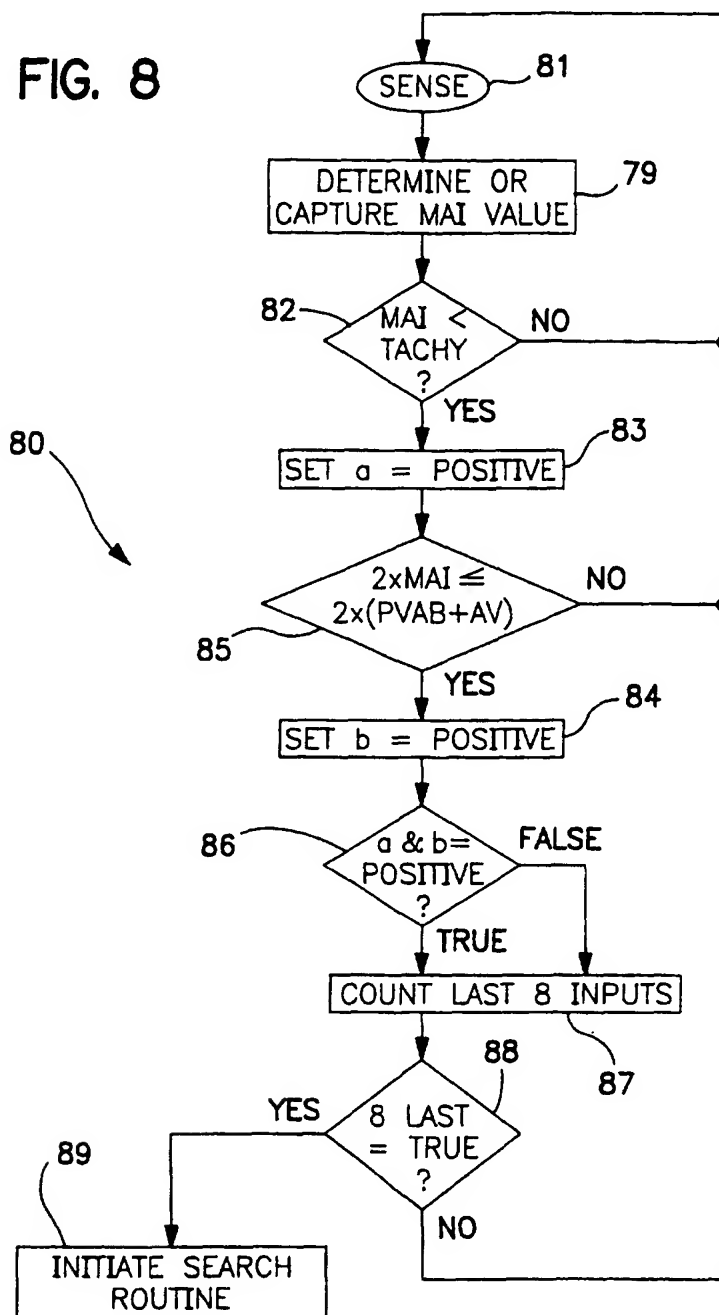 FIG. 8
SENSE
81
DETERMINE OR
CAPTURE MAI VALUE
79
82
MAI <
TACHY
?
NO
YES
80
SET a = POSITIVE
83
2xMAI ≤
2x(PVAB+AV)
NO
85
YES
SET b = POSITIVE
84
86
a & b =
POSITIVE
?
FALSE
TRUE
COUNT LAST 8 INPUTS
87
88
YES
8 LAST
= TRUE
?
NO
89
INITIATE SEARCH
ROUTINE